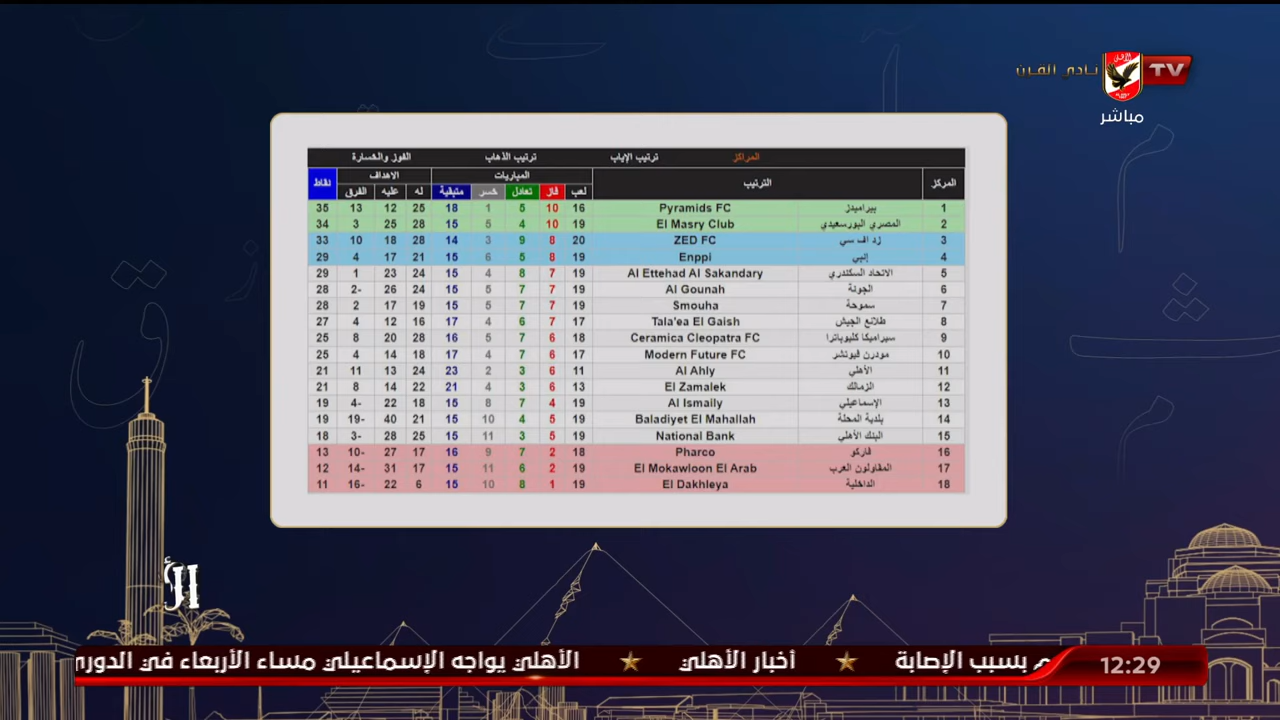 نادي القرن TV
مباشر
المراكز ترتيب الإياب ترتيب الذهاب الفوز والخسارة
المركز الترتيب المباريات الاهداف نقاط
لعب فاز تعادل خسر متبقية له عليه الفرق
1 بيراميدز Pyramids FC 16 10 5 1 18 25 12 13 35
2 المصري البورسعيدي El Masry Club 19 10 4 5 15 28 25 3 34
3 زد اف سي ZED FC 20 8 9 3 14 28 18 10 33
4 إنبي Enppi 19 8 5 6 15 21 17 4 29
5 الاتحاد السكندري Al Ettehad Al Sakandary 19 7 8 4 15 24 23 1 29
6 الجونة Al Gounah 19 7 7 5 15 24 26 -2 28
7 سموحة Smouha 19 7 7 5 15 19 17 2 28
8 طلائع الجيش Tala'ea El Gaish 17 7 6 4 17 16 12 4 27
9 سيراميكا كليوباترا Ceramica Cleopatra FC 18 6 7 5 16 28 20 8 25
10 مودرن فيوتشر Modern Future FC 17 6 7 4 17 18 14 4 25
11 الأهلي Al Ahly 11 6 3 2 23 24 13 11 21
12 الزمالك El Zamalek 13 6 3 4 21 22 14 8 21
13 الإسماعيلي Al Ismaily 19 4 7 8 15 18 22 -4 19
14 بلدية المحلة Baladiyet El Mahallah 19 5 4 10 15 21 40 -19 19
15 البنك الأهلي National Bank 19 5 3 11 15 25 28 -3 18
16 فاركو Pharco 18 2 7 9 16 17 27 -10 13
17 المقاولون العرب El Mokawloon El Arab 19 2 6 11 15 17 31 -14 12
18 الداخلية El Dakhleya 19 1 8 10 15 6 22 -16 11
الأ
12:29 م بسبب الإصابة أخبار الأهلي الأهلي يواجه الإسماعيلي مساء الأربعاء في الدوري